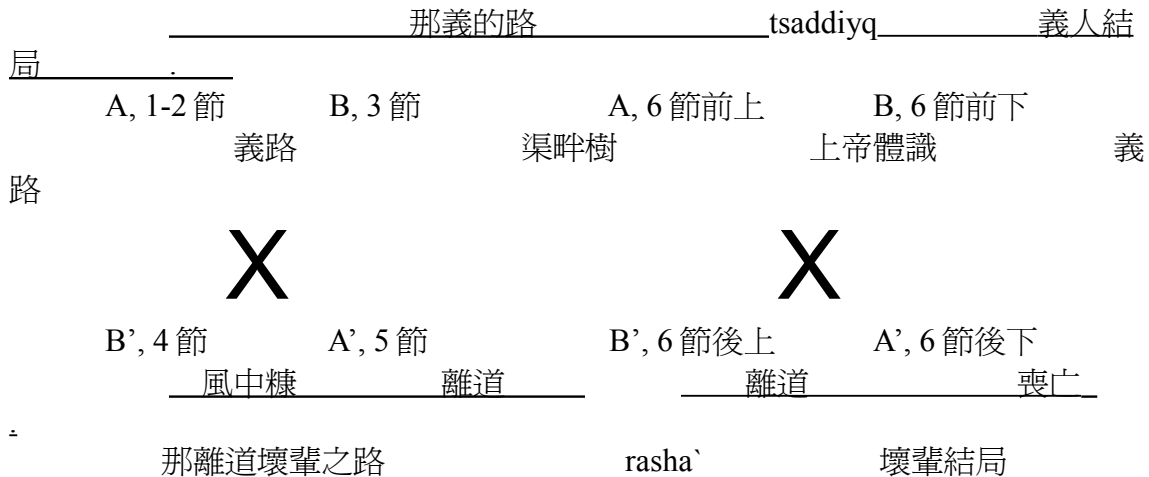 那義的路 tsaddiyq 義人結
局 .
A, 1-2節 B, 3節 A, 6節前上 B, 6節前下
義路 渠畔樹 上帝體識 義
路
X X
B’, 4節 A’, 5節 B’, 6節後上 A’, 6節後下
風中糠 離道 離道 喪亡
.
那離道壞輩之路 rasha` 壞輩結局